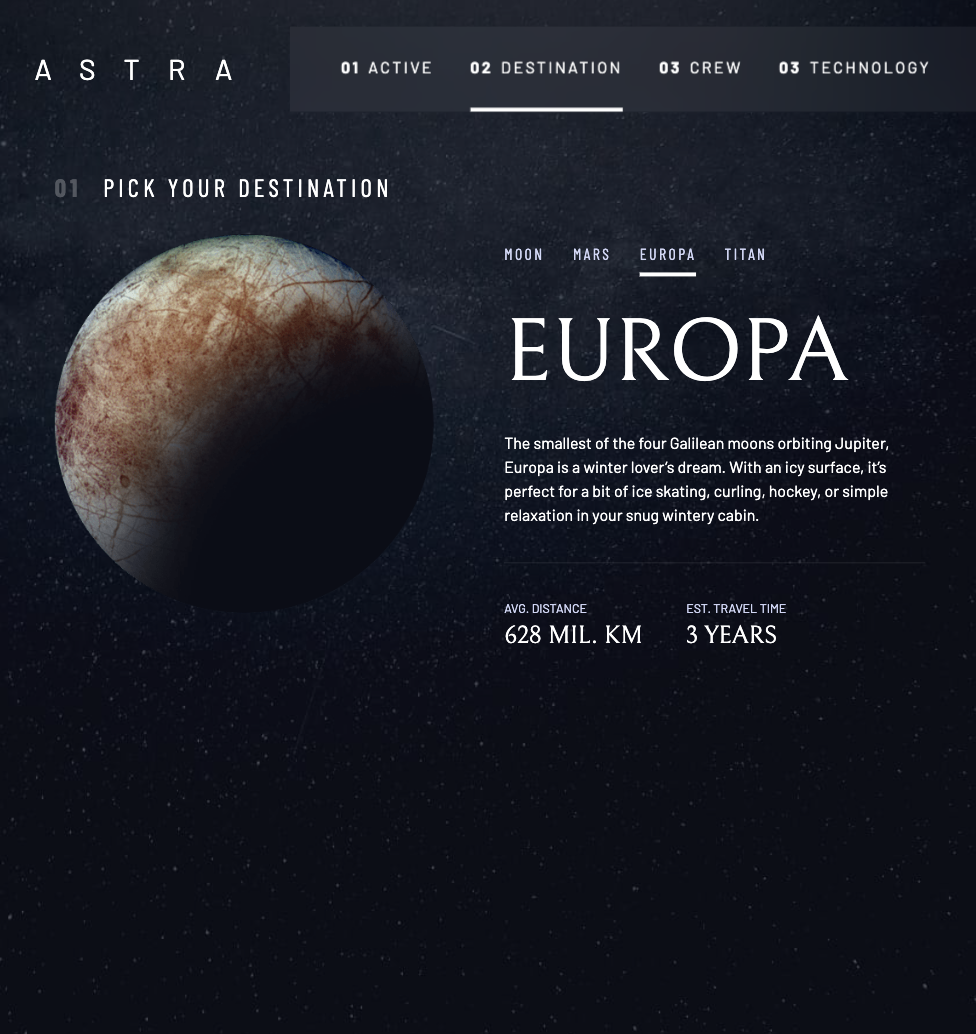 ASTRA
01 ACTIVE 02 DESTINATION 03 CREW 03 TECHNOLOGY
01 PICK YOUR DESTINATION
MOON MARS EUROPA TITAN
EUROPA
The smallest of the four Galilean moons orbiting Jupiter,
Europa is a winter lover’s dream. With an icy surface, it’s
perfect for a bit of ice skating, curling, hockey, or simple
relaxation in your snug wintery cabin.
AVG. DISTANCE EST. TRAVEL TIME
628 MIL. KM 3 YEARS